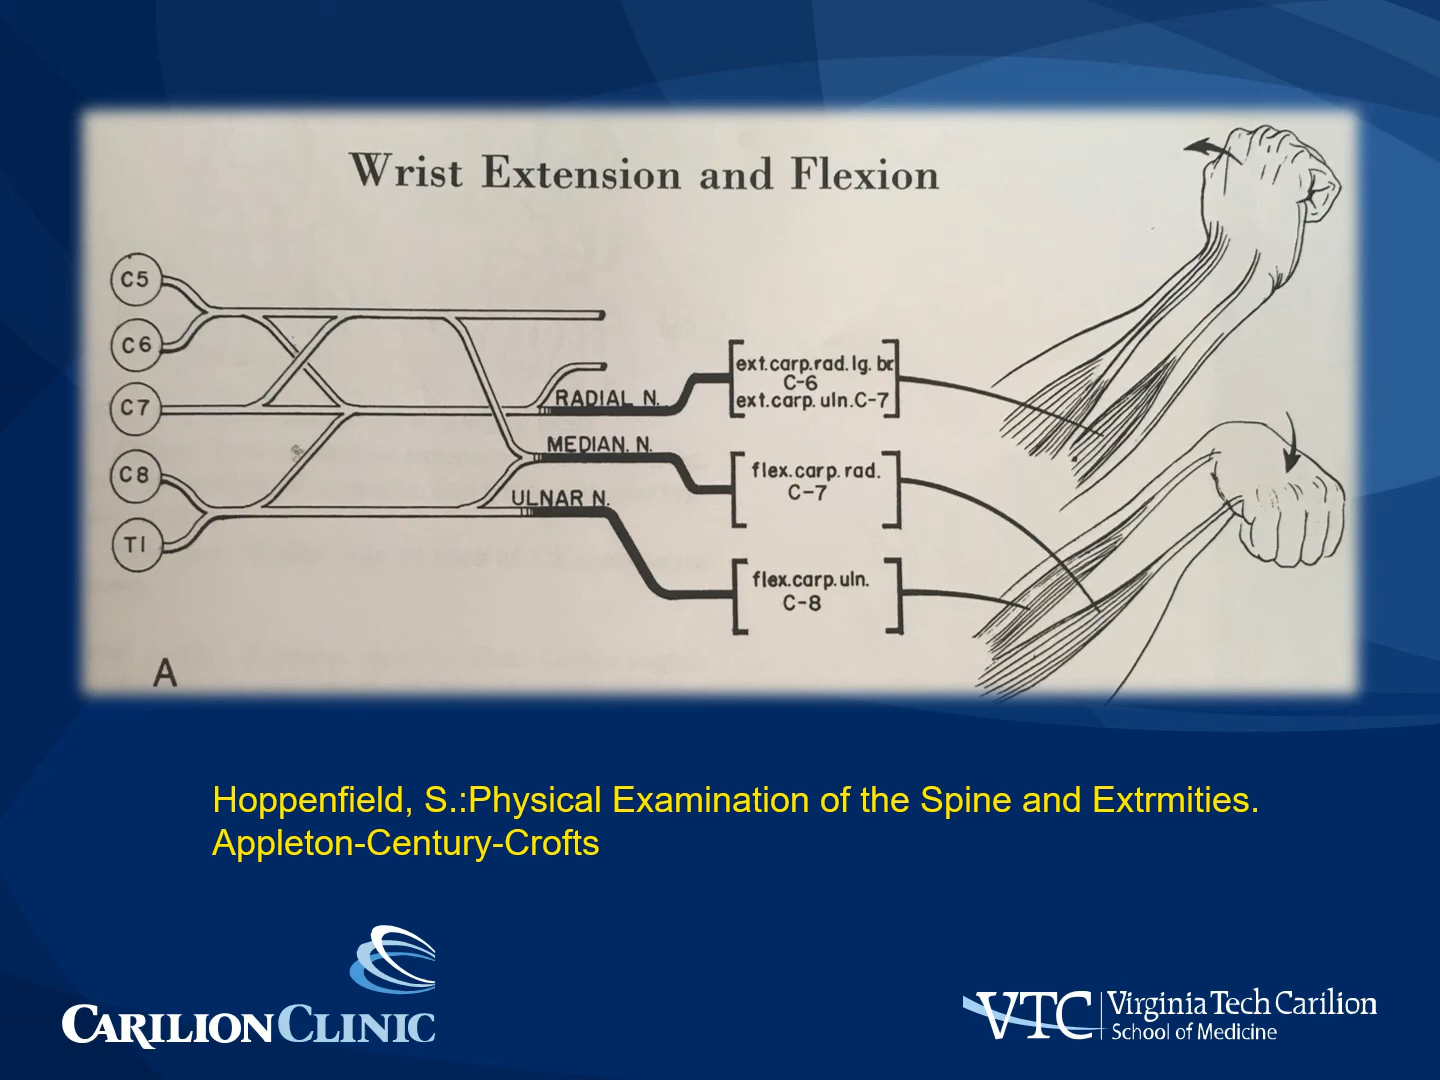 Wrist Extension and Flexion
C5
C6
C7
C8
T1
RADIAL N.
MEDIAN. N.
ULNAR N.
ext.carp.rad.lg. br
C-6
ext.carp. uln.C-7
flex.carp. rad.
C-7
flex.carp. uln.
C-8
A
Hoppenfield, S.:Physical Examination of the Spine and Extrmities.
Appleton-Century-Crofts
CARILION CLINIC
VTC
Virginia Tech Carilion
School of Medicine